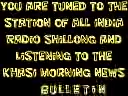 YOU ARE TUNED TO THE
STATION OF ALL INDIA
RADIO SHILLONG AND
LISTENING TO THE
KHASI MORNING NEWS
BULLETIN